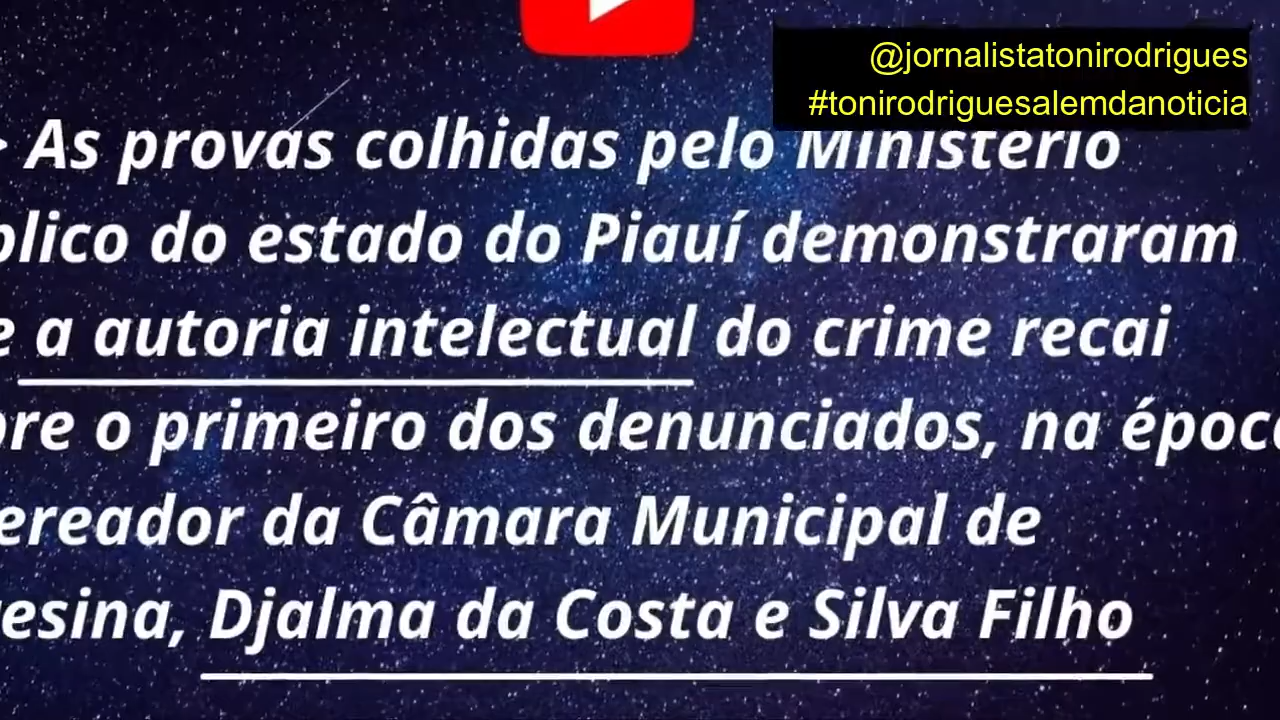 @jornalistatonirodrigues
#tonirodriguesalemdanoticia
As provas colhidas pelo Ministério
blico do estado do Piauí demonstraram
e a autoria intelectual do crime recai
bre o primeiro dos denunciados, na época
ereador da Câmara Municipal de
esina, Djalma da Costa e Silva Filho